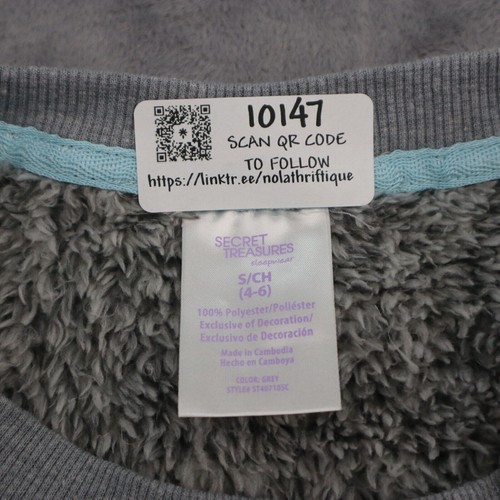 10147
SCAN QR CODE
TO FOLLOW
https://linktr.ee/nolathriftique
SECRET
TREASURES
sleepwear
S/CH
(4-6)
100% Polyester/Poliéster
Exclusive of Decoration/
Exclusivo de Decoración
Made in Cambodia
Hecho en Camboya
COLOR: GREY